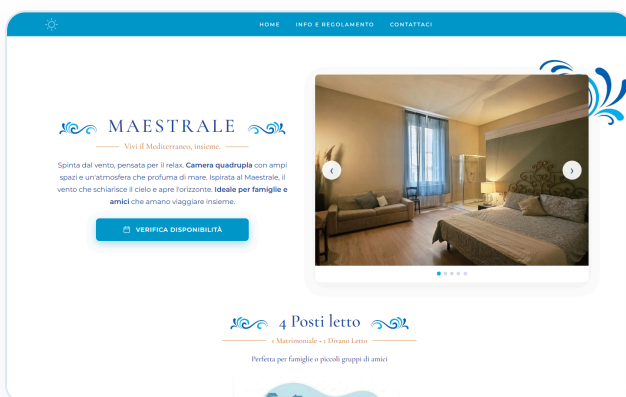 HOME INFO E REGOLAMENTO CONTATTACI
MAESTRALE
Vivi il Mediterraneo, insieme.
Spinta dal vento, pensata per il relax. Camera quadrupla con ampi
spazi e un'atmosfera che profuma di mare. Ispirata al Maestrale, il
vento che schiarisce il cielo e apre l'orizzonte. Ideale per famiglie e
amici che amano viaggiare insieme.
VERIFICA DISPONIBILITÀ
4 Posti letto
1 Matrimoniale + 1 Divano Letto
Perfetta per famiglie o piccoli gruppi di amici